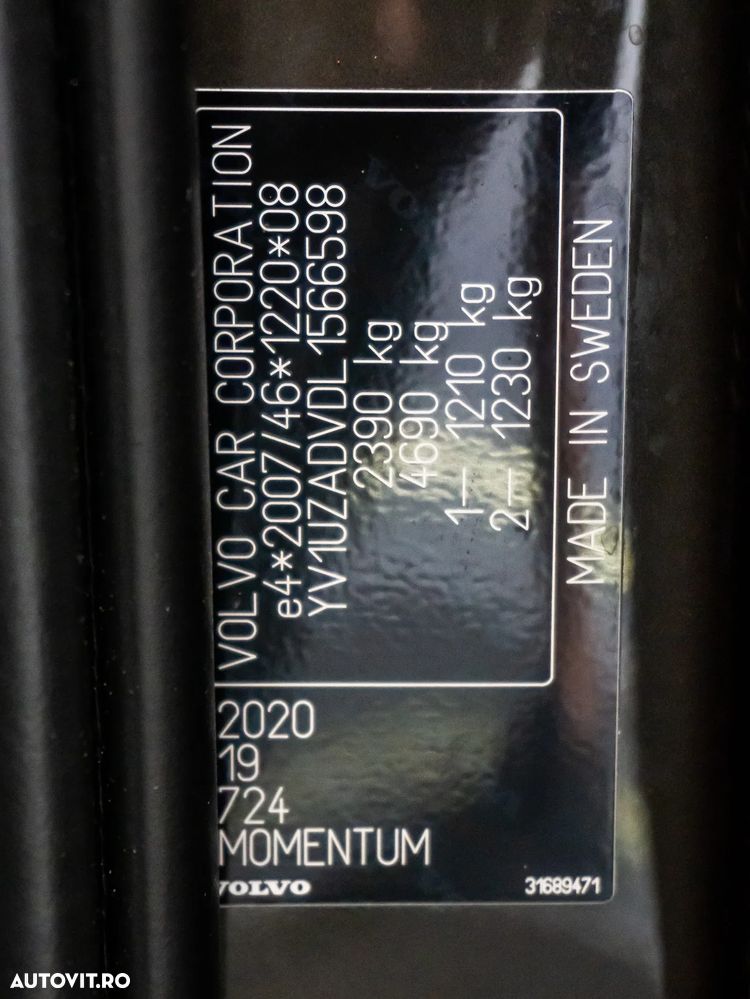 VOLVO CAR CORPORATION
e4*2007/46*1220*08
YV1UZADVDL1566598
2390 kg
4690 kg
1— 1210 kg
2— 1230 kg
MADE IN SWEDEN
2020
19
724
MOMENTUM
VOLVO
31689471
AUTOVIT.RO